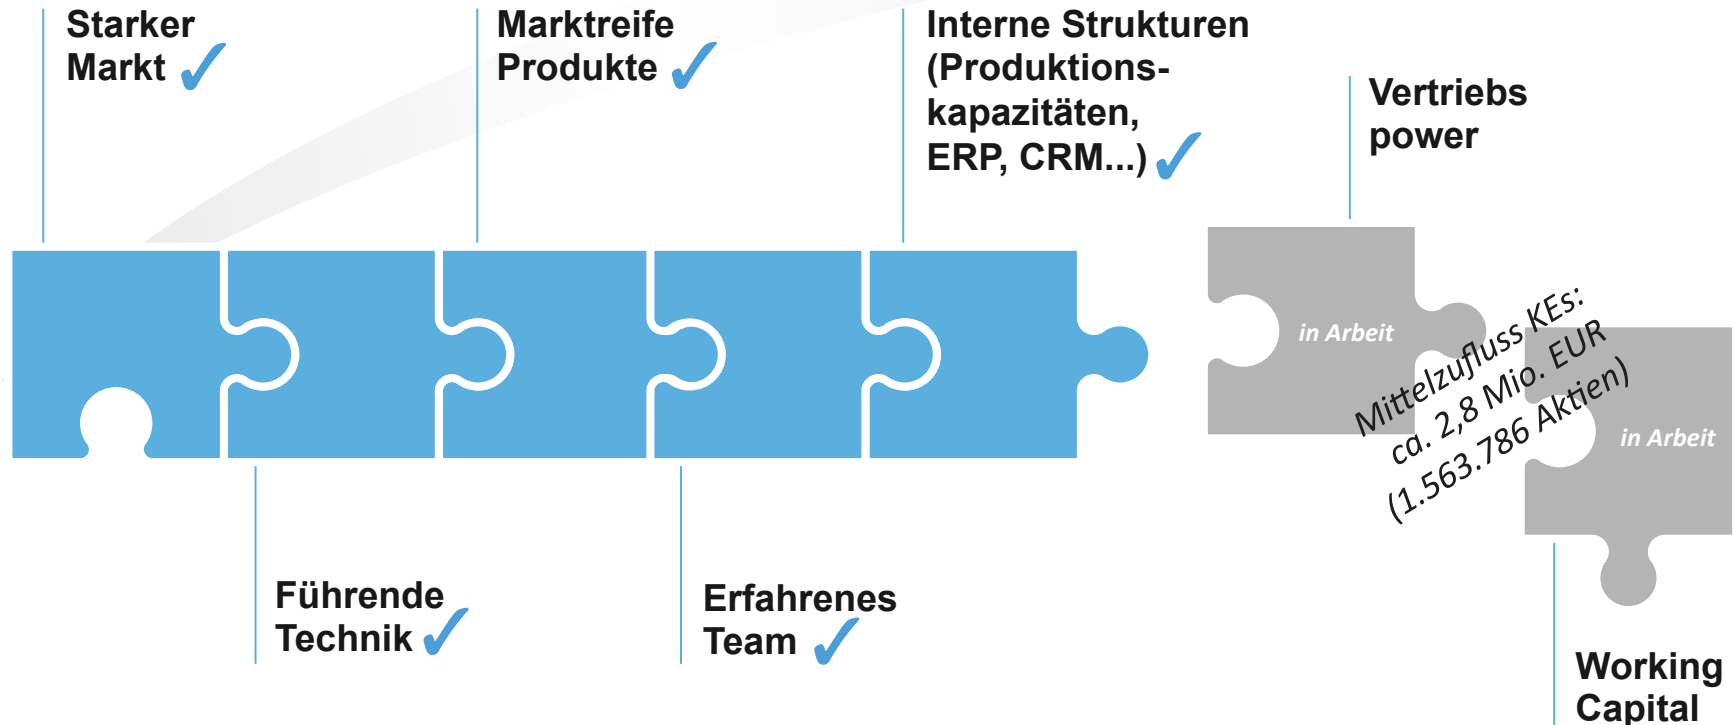 Starker
Markt ✓
Marktreife
Produkte ✓
Interne Strukturen
(Produktions-
kapazitäten,
ERP, CRM...) ✓
Vertriebs
power
in Arbeit
Mittelzufluss KEs:
ca. 2,8 Mio. EUR
(1.563.786 Aktien)
in Arbeit
Führende
Technik ✓
Erfahrenes
Team ✓
Working
Capital